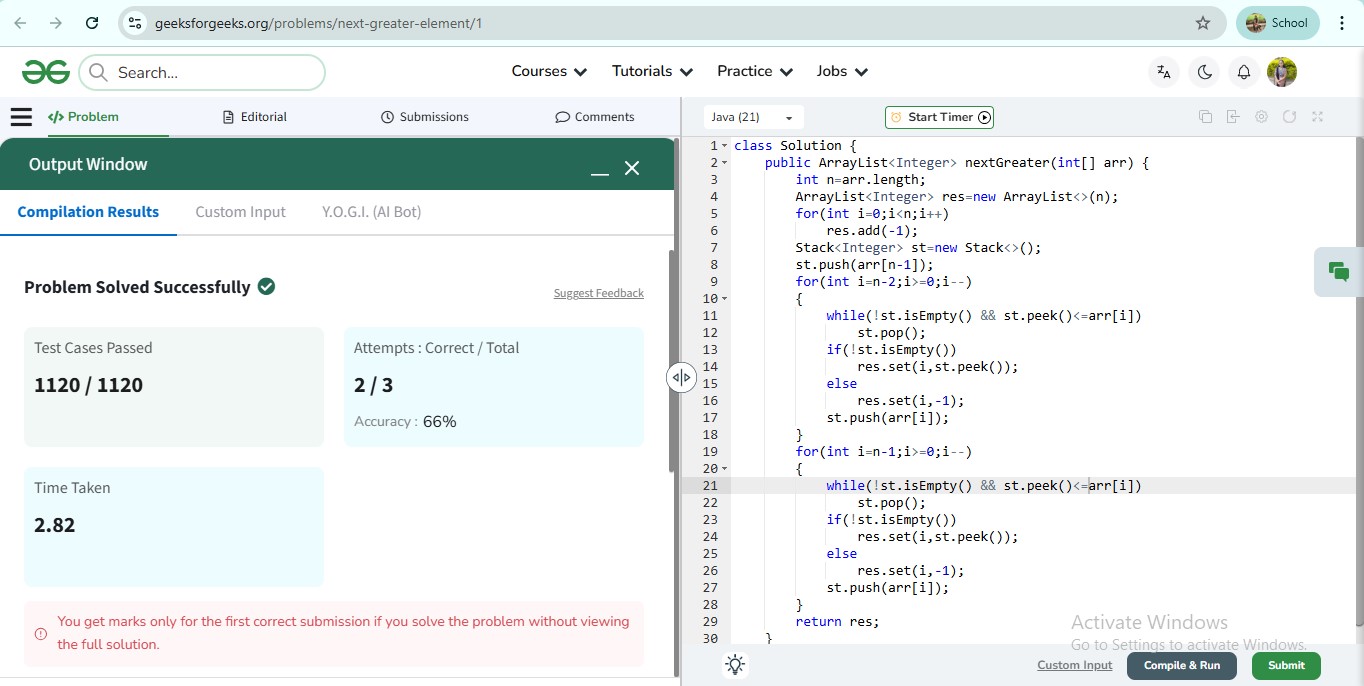 geeksforgeeks.org/problems/next-greater-element/1
School
Search...
Courses
Tutorials
Practice
Jobs
Problem
Editorial
Submissions
Comments
Output Window
Compilation Results
Custom Input
Y.O.G.I. (AI Bot)
Problem Solved Successfully
Suggest Feedback
Test Cases Passed
1120 / 1120
Attempts : Correct / Total
2 / 3
Accuracy : 66%
Time Taken
2.82
You get marks only for the first correct submission if you solve the problem without viewing
the full solution.
Java (21)
Start Timer
1 class Solution {
2     public ArrayList<Integer> nextGreater(int[] arr) {
3         int n=arr.length;
4         ArrayList<Integer> res=new ArrayList<>(n);
5         for(int i=0;i<n;i++)
6             res.add(-1);
7         Stack<Integer> st=new Stack<>();
8         st.push(arr[n-1]);
9         for(int i=n-2;i>=0;i--)
10         {
11             while(!st.isEmpty() && st.peek()<=arr[i])
12                 st.pop();
13             if(!st.isEmpty())
14                 res.set(i,st.peek());
15             else
16                 res.set(i,-1);
17             st.push(arr[i]);
18         }
19         for(int i=n-1;i>=0;i--)
20         {
21             while(!st.isEmpty() && st.peek()<=arr[i])
22                 st.pop();
23             if(!st.isEmpty())
24                 res.set(i,st.peek());
25             else
26                 res.set(i,-1);
27             st.push(arr[i]);
28         }
29         return res;
30     }
Activate Windows
Go to Settings to activate Windows.
Custom Input
Compile & Run
Submit